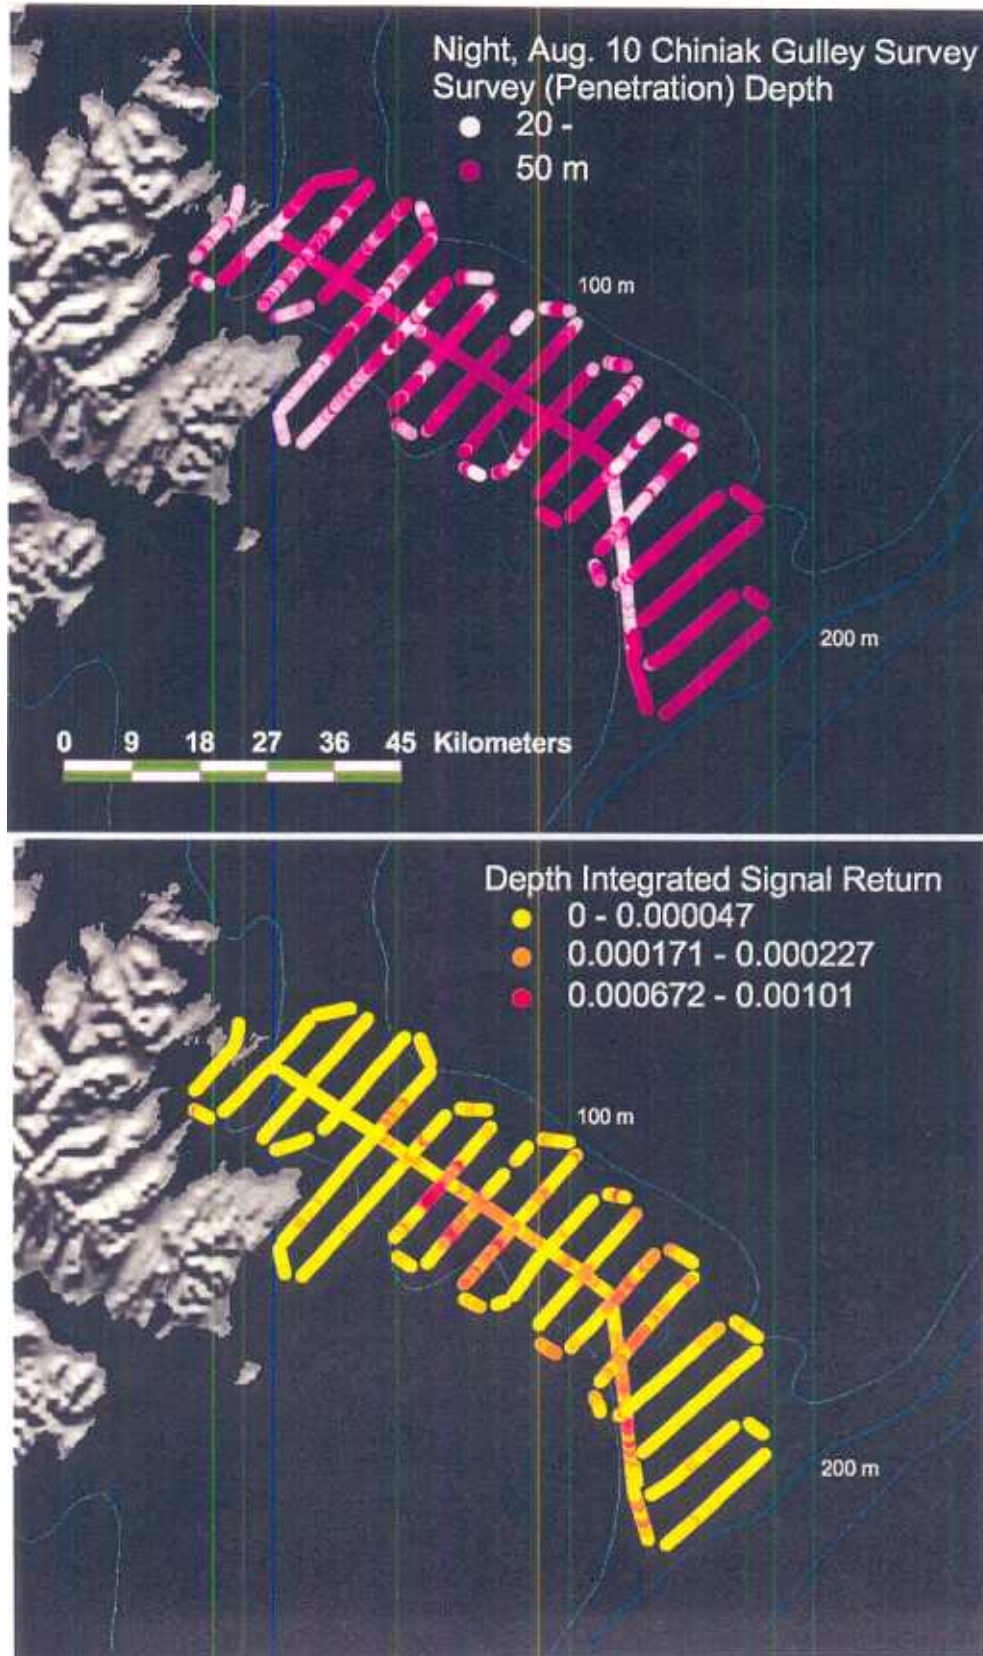 Night, Aug. 10 Chiniak Gulley Survey
Survey (Penetration) Depth
20 -
50 m
100 m
200 m
0 9 18 27 36 45 Kilometers
Depth Integrated Signal Return
0 - 0.000047
0.000171 - 0.000227
0.000672 - 0.00101
100 m
200 m